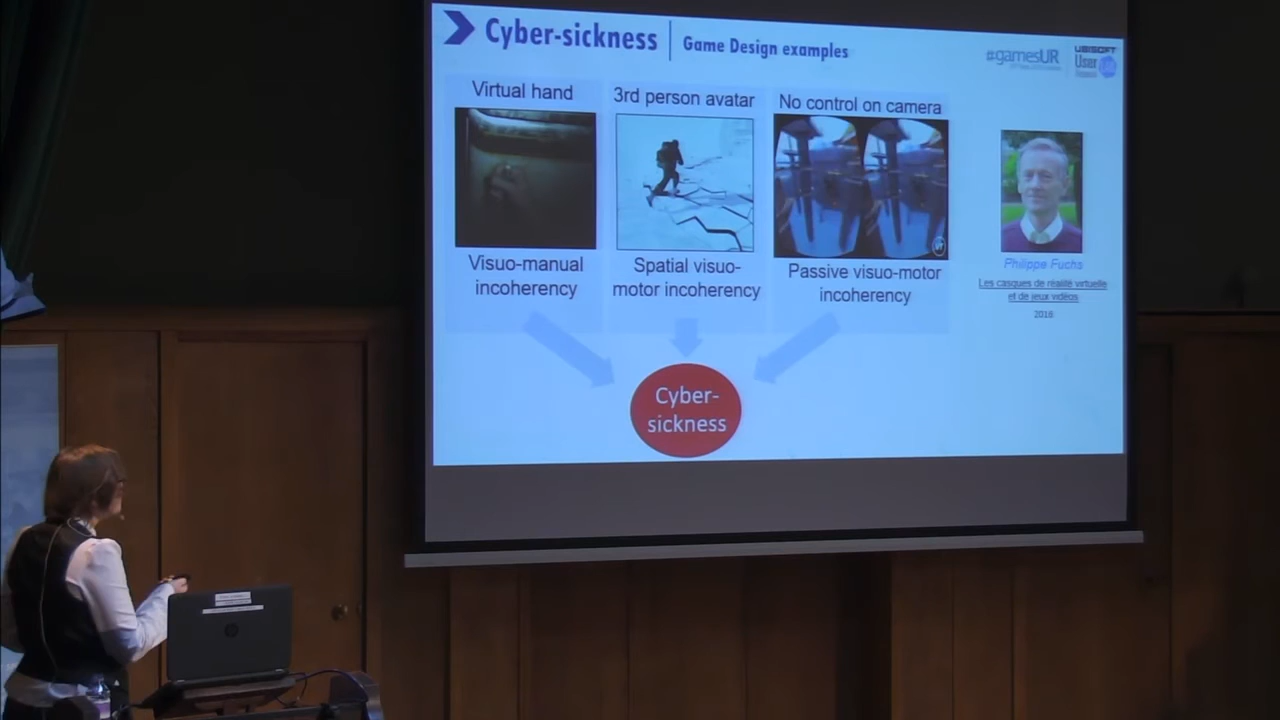 Cyber-sickness
Game Design examples
#gamesUR
UBISOFT
User
Virtual hand
3rd person avatar
No control on camera
Visuo-manual
incoherency
Spatial visuo-
motor incoherency
Passive visuo-motor
incoherency
Philippe Fuchs
Les casques de réalité virtuelle
et de jeux vidéos
2016
Cyber-
sickness